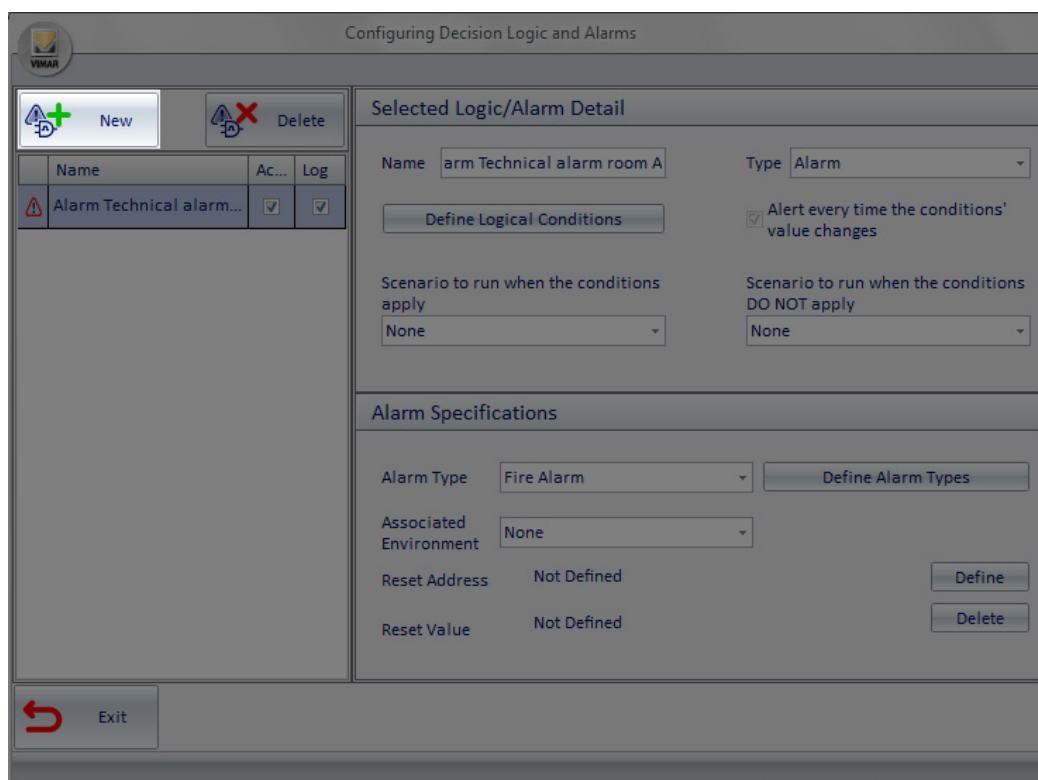 Configuring Decision Logic and Alarms
VIMAR
New
Delete
Name
Ac...
Log
Alarm Technical alarm...
Selected Logic/Alarm Detail
Name
arm Technical alarm room A
Type
Alarm
Define Logical Conditions
Alert every time the conditions'
value changes
Scenario to run when the conditions
apply
None
Scenario to run when the conditions
DO NOT apply
None
Alarm Specifications
Alarm Type
Fire Alarm
Define Alarm Types
Associated
Environment
None
Reset Address
Not Defined
Define
Reset Value
Not Defined
Delete
Exit